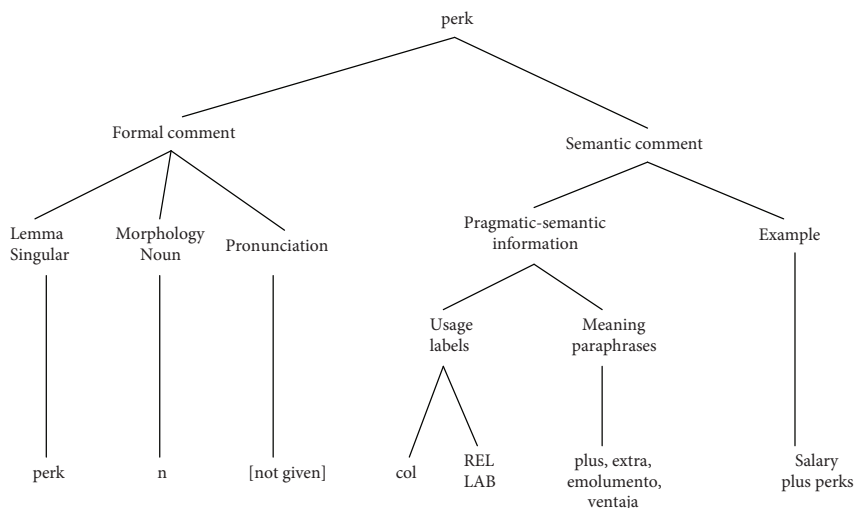 perk
Formal comment
Semantic comment
Lemma
Singular
Morphology
Noun
Pronunciation
Pragmatic-semantic
information
Example
Usage
labels
Meaning
paraphrases
perk
n
[not given]
col
REL
LAB
plus, extra,
emolumento,
ventaja
Salary
plus perks